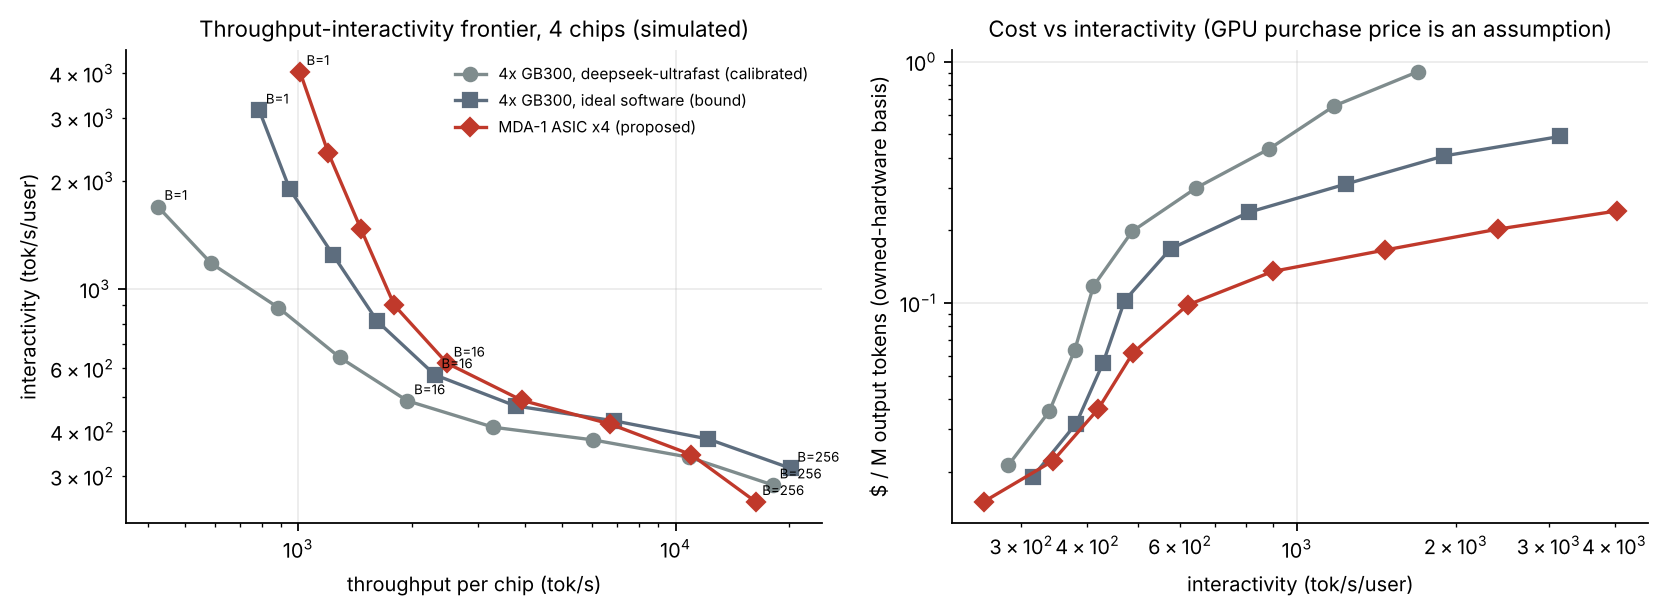 Throughput-interactivity frontier, 4 chips (simulated)
4 × 10³
3 × 10³
2 × 10³
10³
6 × 10²
4 × 10²
3 × 10²
interactivity (tok/s/user)
B=1
B=1
B=1
4x GB300, deepseek-ultrafast (calibrated)
4x GB300, ideal software (bound)
MDA-1 ASIC x4 (proposed)
B=16
B=16
B=16
B=256
B=256
B=256
10³
10⁴
throughput per chip (tok/s)
Cost vs interactivity (GPU purchase price is an assumption)
10⁰
10⁻¹
$ / M output tokens (owned-hardware basis)
3 × 10² 4 × 10²
6 × 10²
10³
2 × 10³
3 × 10³ 4 × 10³
interactivity (tok/s/user)